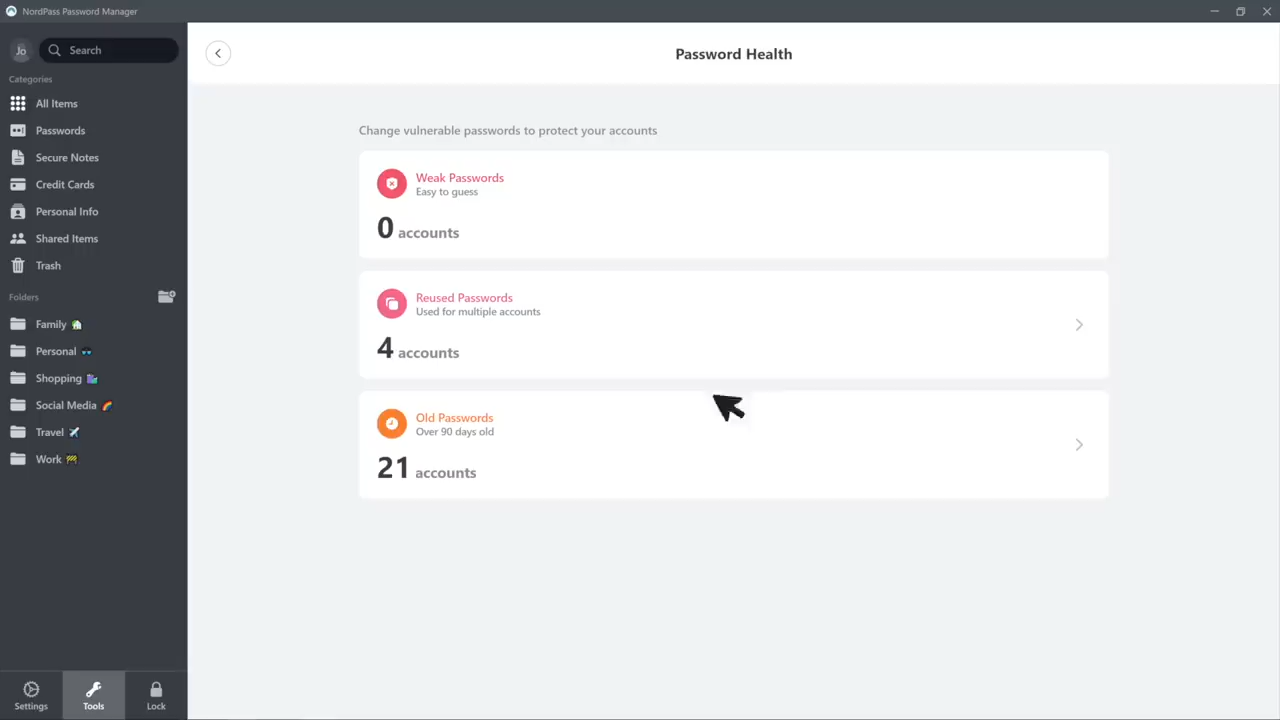 NordPass Password Manager
Jo
Search
Categories
All Items
Passwords
Secure Notes
Credit Cards
Personal Info
Shared Items
Trash
Folders
Family
Personal
Shopping
Social Media
Travel
Work
Settings
Tools
Lock
Password Health
Change vulnerable passwords to protect your accounts
Weak Passwords
Easy to guess
0 accounts
Reused Passwords
Used for multiple accounts
4 accounts
Old Passwords
Over 90 days old
21 accounts